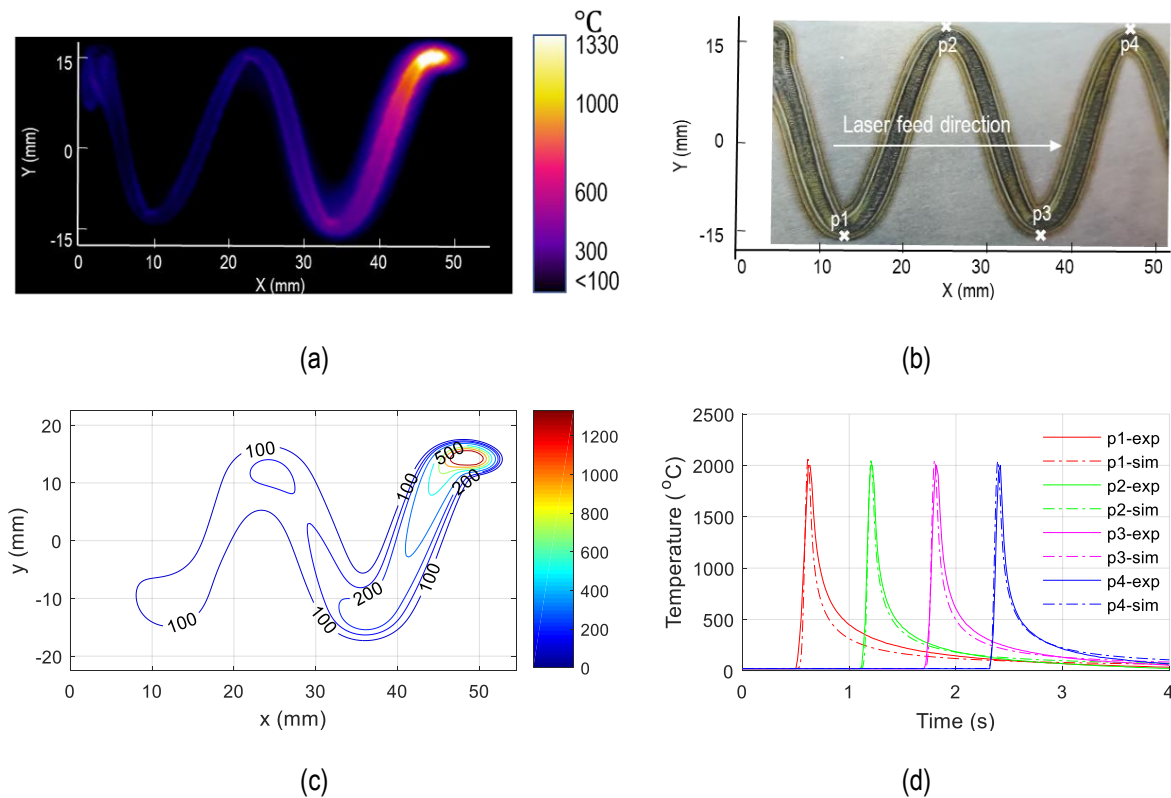 ℃
1330
1000
600
300
<100
15
0
-15
Y (mm)
0
10
20
30
40
50
X (mm)
(a)
15
0
-15
Y (mm)
p2
p4
Laser feed direction
p1
p3
0
10
20
30
40
50
X (mm)
(b)
20
10
0
-10
-20
y (mm)
100
500
100
200
200
100
100
100
0
10
20
30
40
50
x (mm)
1200
1000
800
600
400
200
0
(c)
2500
2000
1500
1000
500
0
Temperature (°C)
p1-exp
p1-sim
p2-exp
p2-sim
p3-exp
p3-sim
p4-exp
p4-sim
0
1
2
3
4
Time (s)
(d)